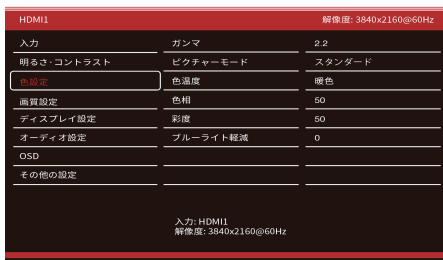 HDMI1 解像度: 3840x2160@60Hz
入力 ガンマ 2.2
明るさ·コントラスト ピクチャーモード スタンダード
色設定 色温度 暖色
画質設定 色相 50
ディスプレイ設定 彩度 50
オーディオ設定 ブルーライト軽減 0
OSD
その他の設定
入力: HDMI1
解像度: 3840x2160@60Hz